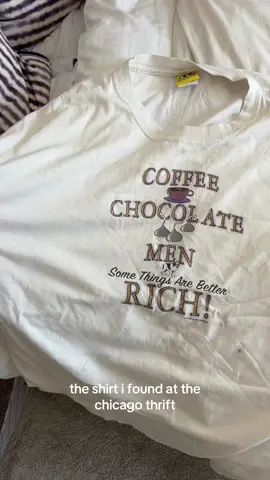 COFFEE
CHOCOLATE
MEN
Some Things Are Better
RICH!
the shirt i found at the
chicago thrift